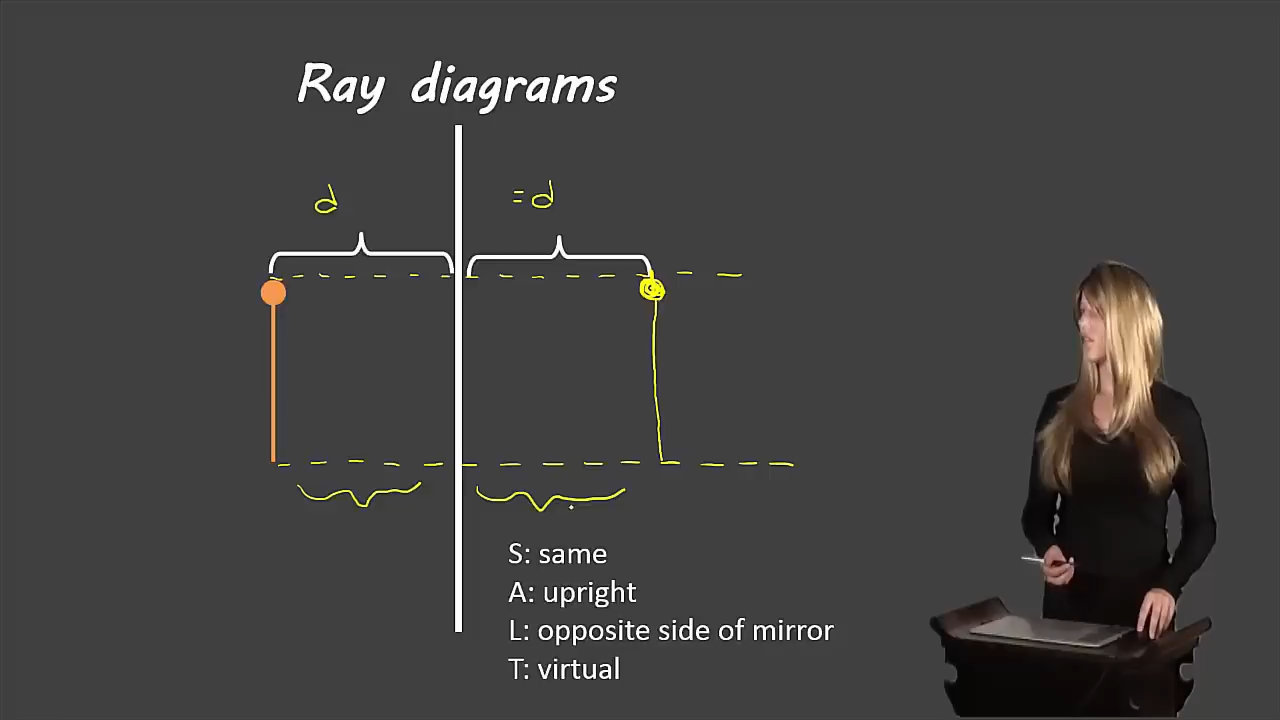 Ray diagrams
d =d
S: same
A: upright
L: opposite side of mirror
T: virtual